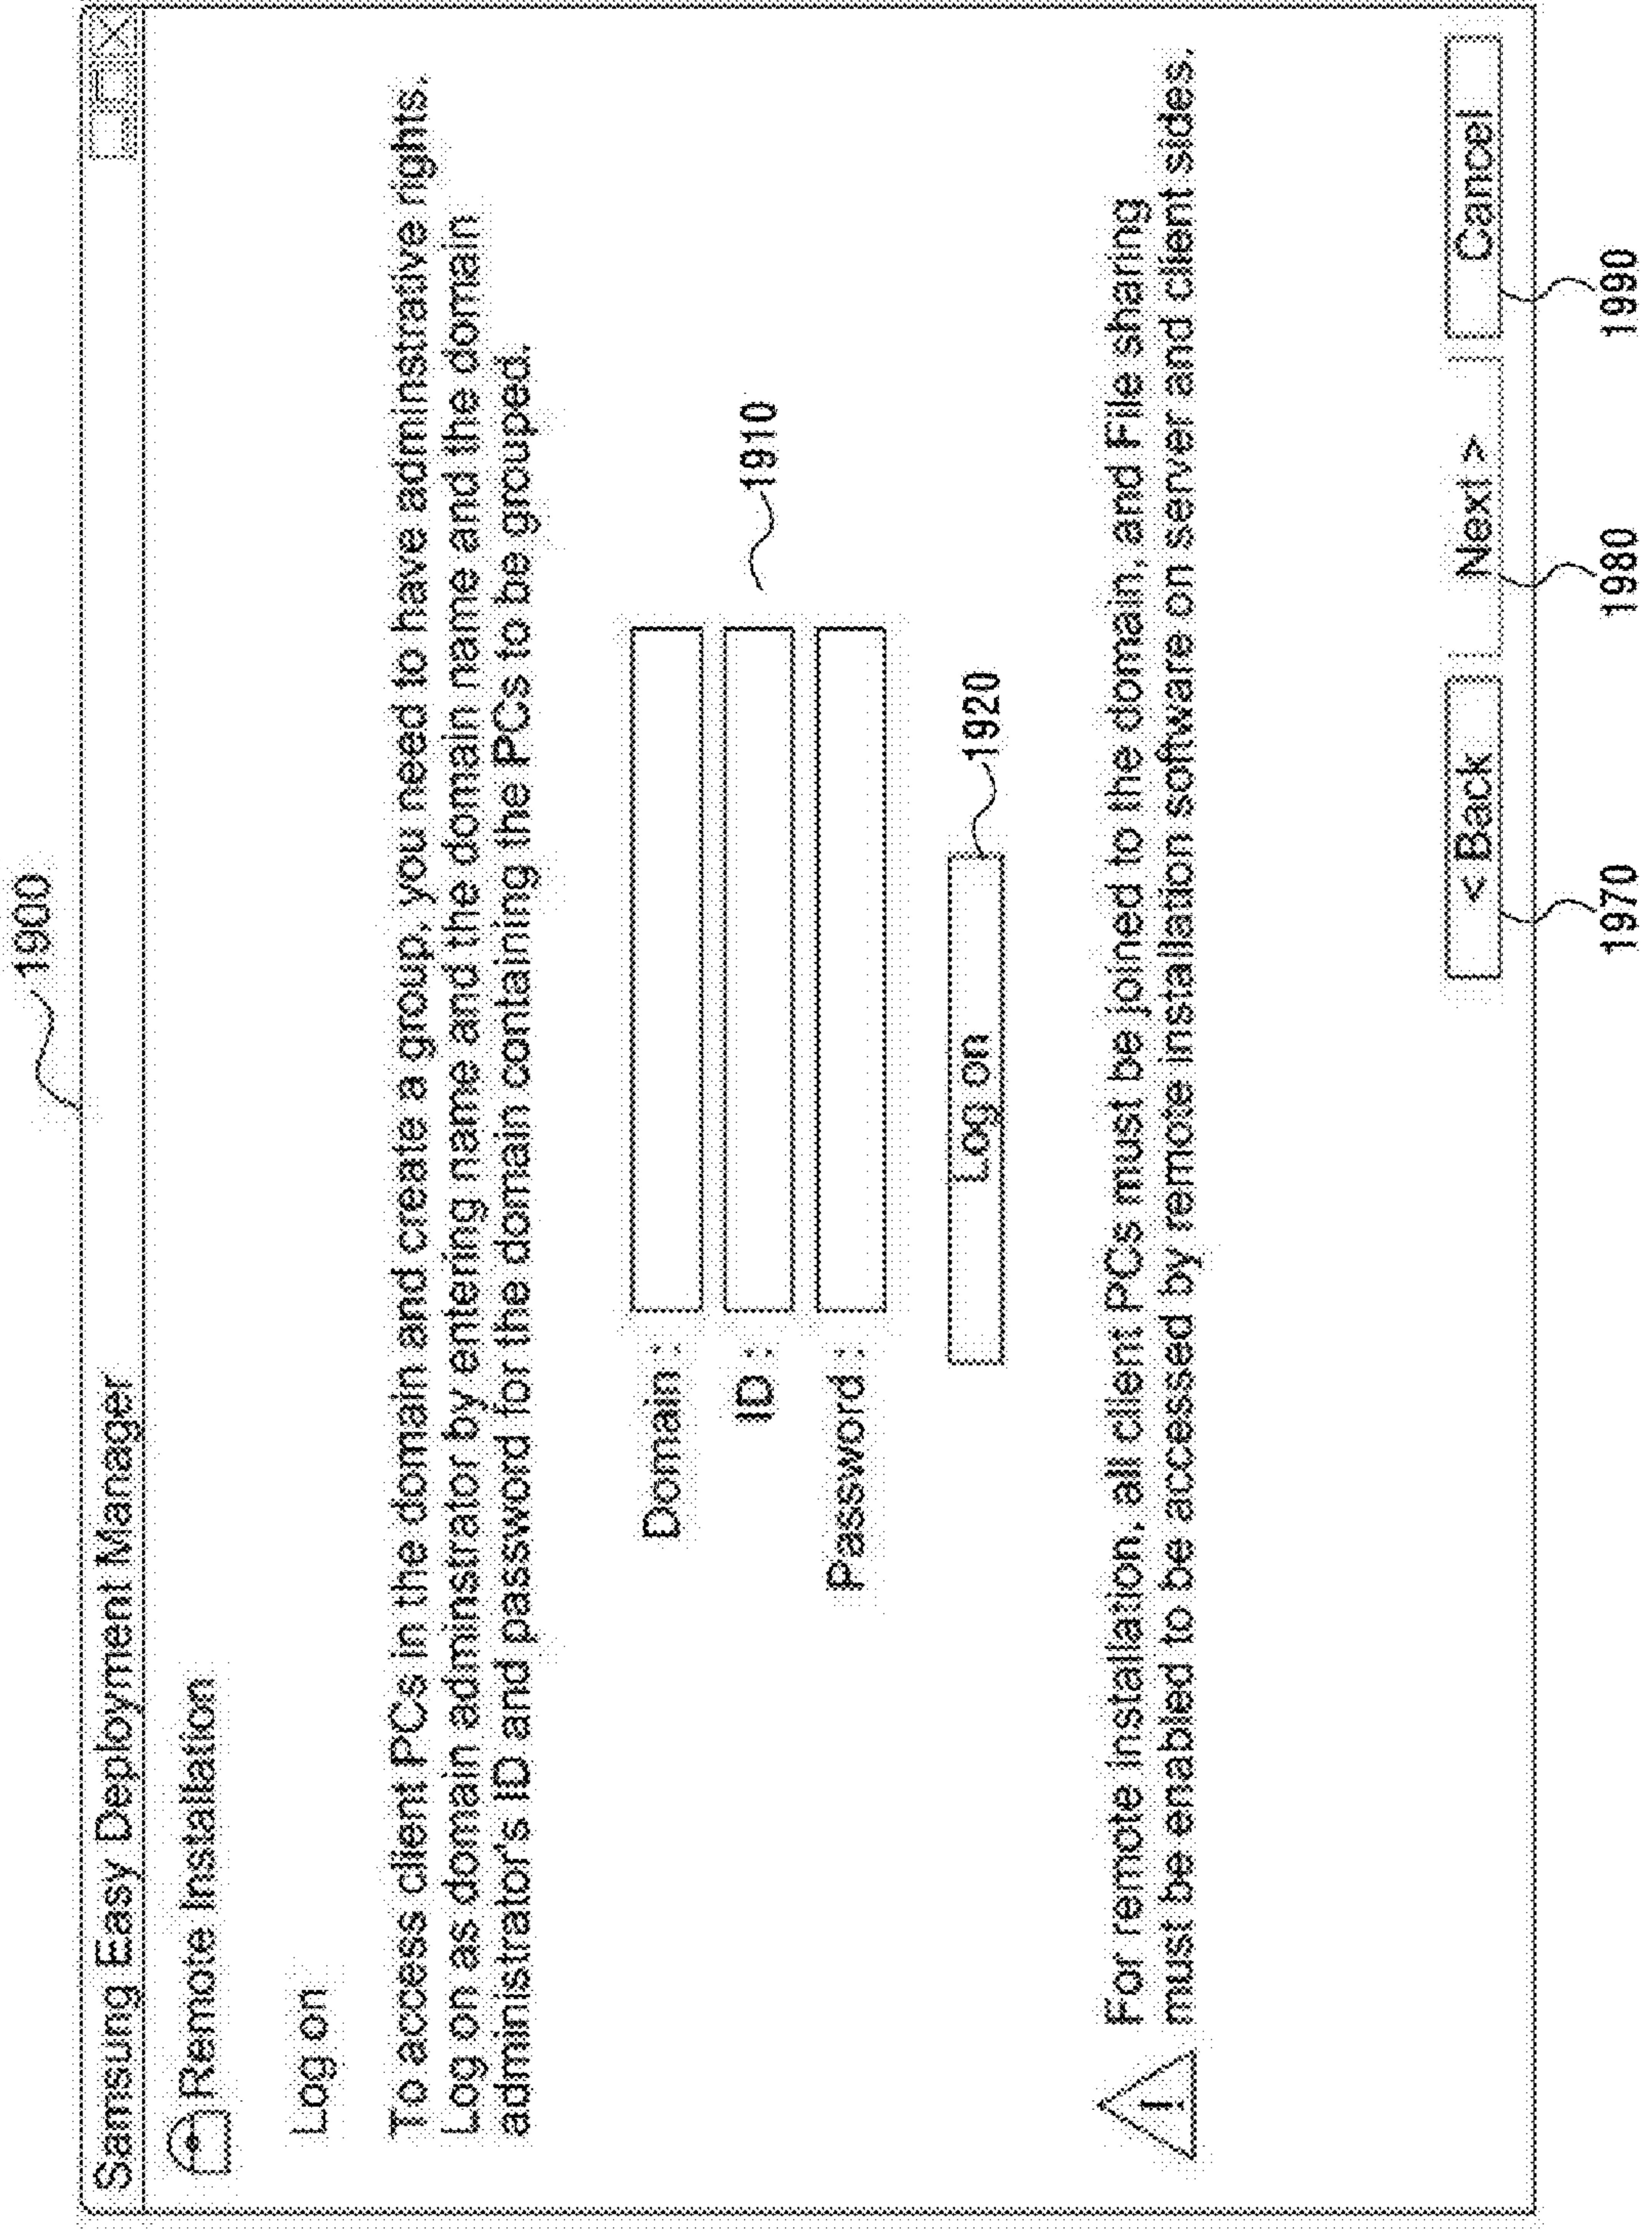 1900
Samsung Easy Deployment Manager
Remote Installation
Log on
To access client PCs in the domain and create a group, you need to have adminstrative rights.
Log on as domain adminstrator by entering name and the domain name and the domain
administrator's ID and password for the domain containing the PCs to be grouped.
Domain :
ID :
1910
Password :
Log on
1920
For remote installation, all client PCs must be joined to the domain, and File sharing
must be enabled to be accessed by remote installation software on server and client sides.
< Back
Next >
Cancel
1970
1980
1990